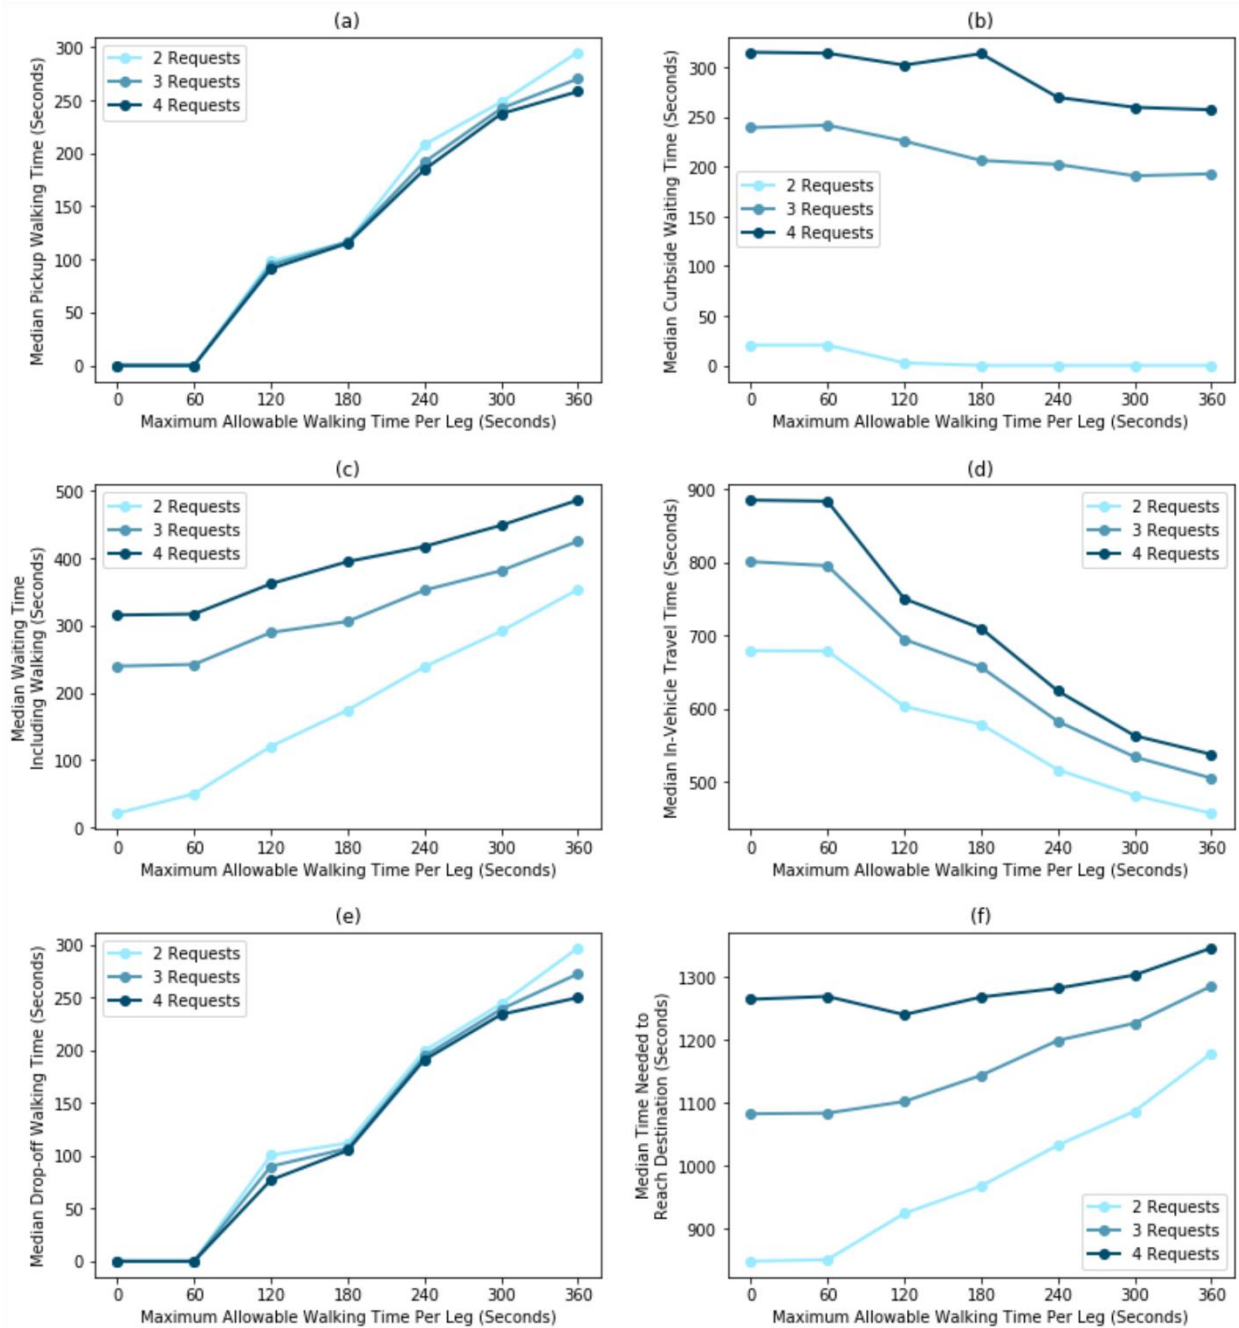 (a)
300
250
200
150
100
50
0
Median Pickup Walking Time (Seconds)
2 Requests
3 Requests
4 Requests
0 60 120 180 240 300 360
Maximum Allowable Walking Time Per Leg (Seconds)
(b)
300
250
200
150
100
50
0
Median Curbside Waiting Time (Seconds)
2 Requests
3 Requests
4 Requests
0 60 120 180 240 300 360
Maximum Allowable Walking Time Per Leg (Seconds)
(c)
500
400
300
200
100
0
Median Waiting Time
Including Walking (Seconds)
2 Requests
3 Requests
4 Requests
0 60 120 180 240 300 360
Maximum Allowable Walking Time Per Leg (Seconds)
(d)
900
800
700
600
500
Median In-Vehicle Travel Time (Seconds)
2 Requests
3 Requests
4 Requests
0 60 120 180 240 300 360
Maximum Allowable Walking Time Per Leg (Seconds)
(e)
300
250
200
150
100
50
0
Median Drop-off Walking Time (Seconds)
2 Requests
3 Requests
4 Requests
0 60 120 180 240 300 360
Maximum Allowable Walking Time Per Leg (Seconds)
(f)
1300
1200
1100
1000
900
Median Time Needed to
Reach Destination (Seconds)
2 Requests
3 Requests
4 Requests
0 60 120 180 240 300 360
Maximum Allowable Walking Time Per Leg (Seconds)